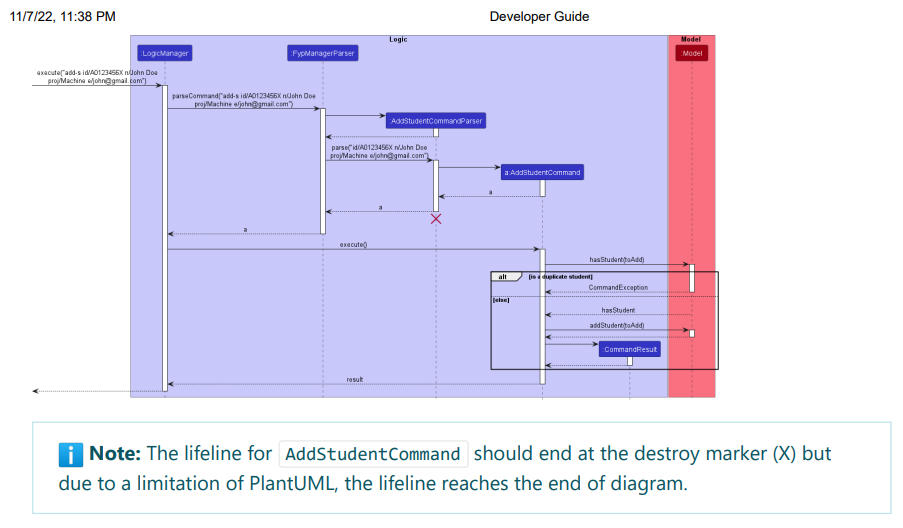 11/7/22, 11:38 PM
Developer Guide
Logic
Model
:LogicManager
:FypManagerParser
:Model
execute("add-s id/A0123456X n/John Doe
proj/Machine e/john@gmail.com")
parseCommand("add-s id/A0123456X n/John Doe
proj/Machine e/john@gmail.com")
:AddStudentCommandParser
parse("id/A0123456X n/John Doe
proj/Machine e/john@gmail.com")
a:AddStudentCommand
a
a
a
execute()
hasStudent(toAdd)
alt
[is a duplicate student]
CommandException
[else]
hasStudent
addStudent(toAdd)
:CommandResult
result
i Note: The lifeline for AddStudentCommand should end at the destroy marker (X) but
due to a limitation of PlantUML, the lifeline reaches the end of diagram.